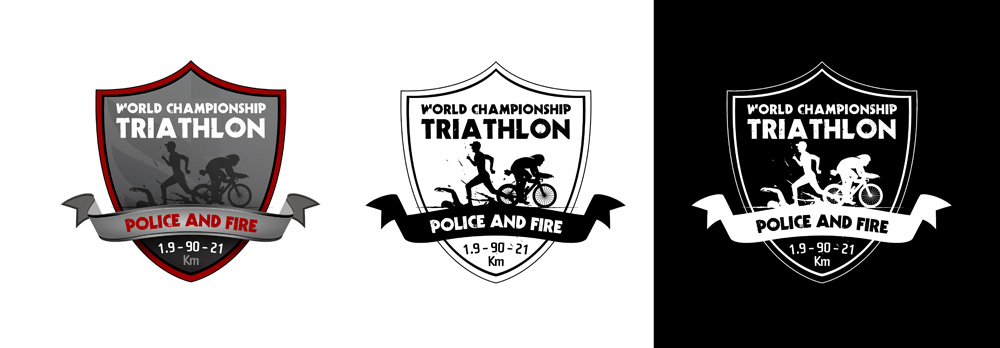 WORLD CHAMPIONSHIP
TRIATHLON
POLICE AND FIRE
1.9 - 90 - 21
Km
WORLD CHAMPIONSHIP
TRIATHLON
POLICE AND FIRE
1.9 - 90 - 21
Km
WORLD CHAMPIONSHIP
TRIATHLON
POLICE AND FIRE
1.9 - 90 - 21
Km